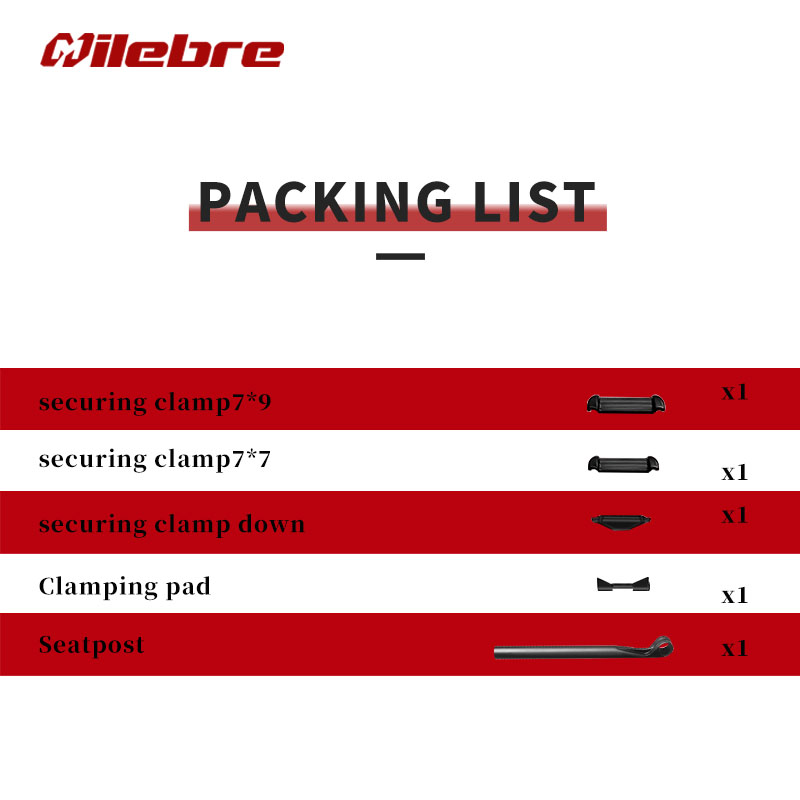 Milebre
PACKING LIST
securing clamp7*9 x1
securing clamp7*7 x1
securing clamp down x1
Clamping pad x1
Seatpost x1